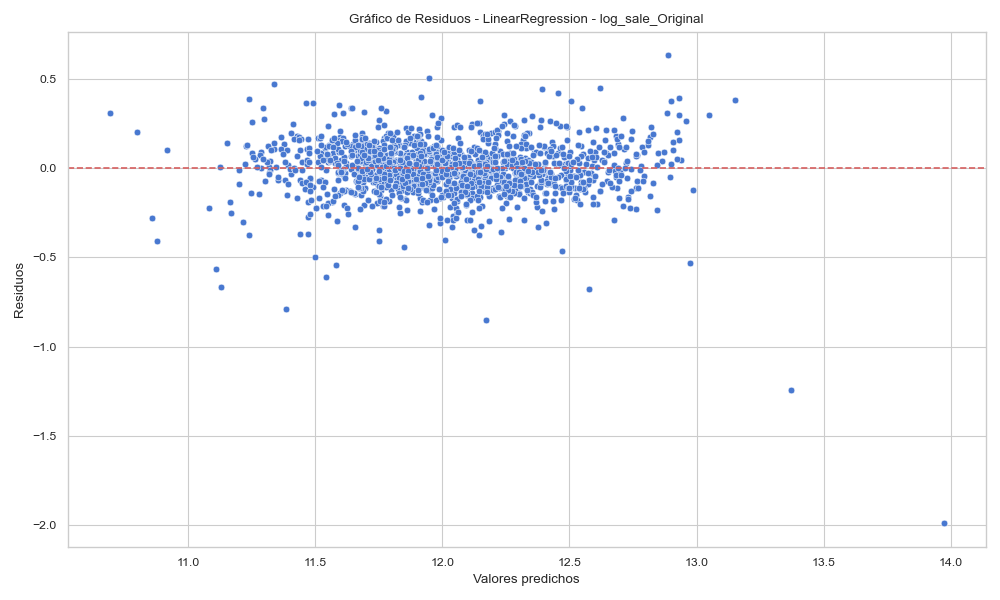 Gráfico de Residuos - LinearRegression - log_sale_Original
0.5
0.0
−0.5
−1.0
−1.5
−2.0
Residuos
11.0 11.5 12.0 12.5 13.0 13.5 14.0
Valores predichos